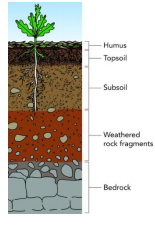 Humus
Topsoil
Subsoil
Weathered
rock fragments
Bedrock